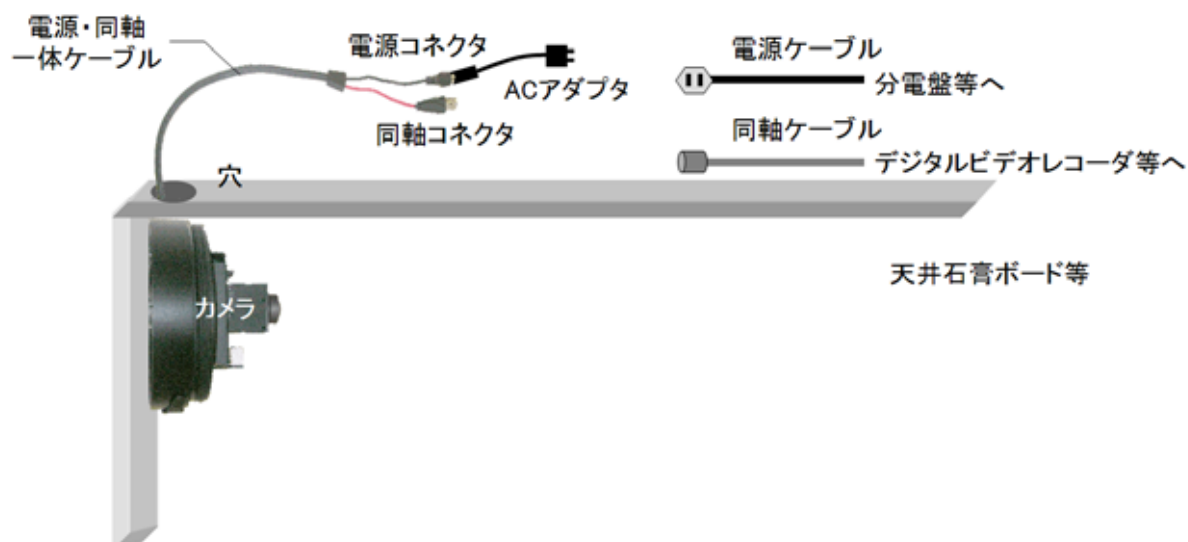 電源・同軸
一体ケーブル
電源コネクタ
ACアダプタ
同軸コネクタ
電源ケーブル
分電盤等へ
同軸ケーブル
デジタルビデオレコーダ等へ
穴
天井石膏ボード等
カメラ